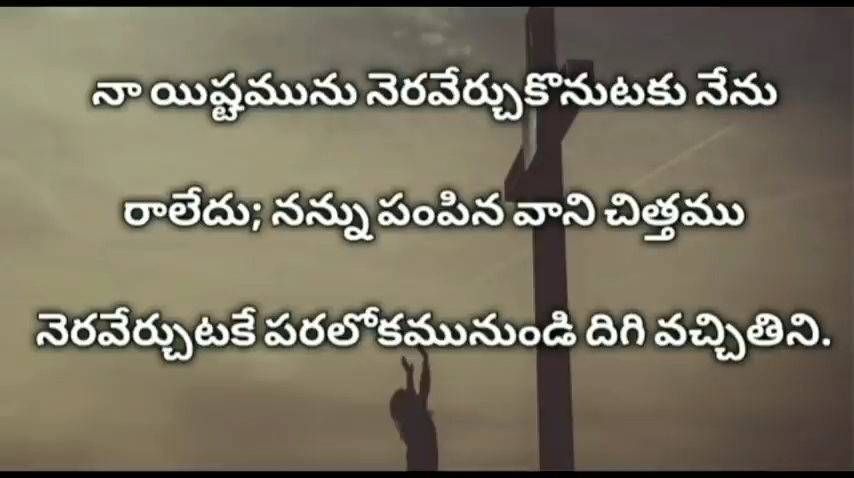 నా యిష్టమును నెరవేర్చుకొనుటకు నేను
రాలేదు; నన్ను పంపిన వాని చిత్తము
నెరవేర్చుటకే పరలోకమునుండి దిగి వచ్చితిని.